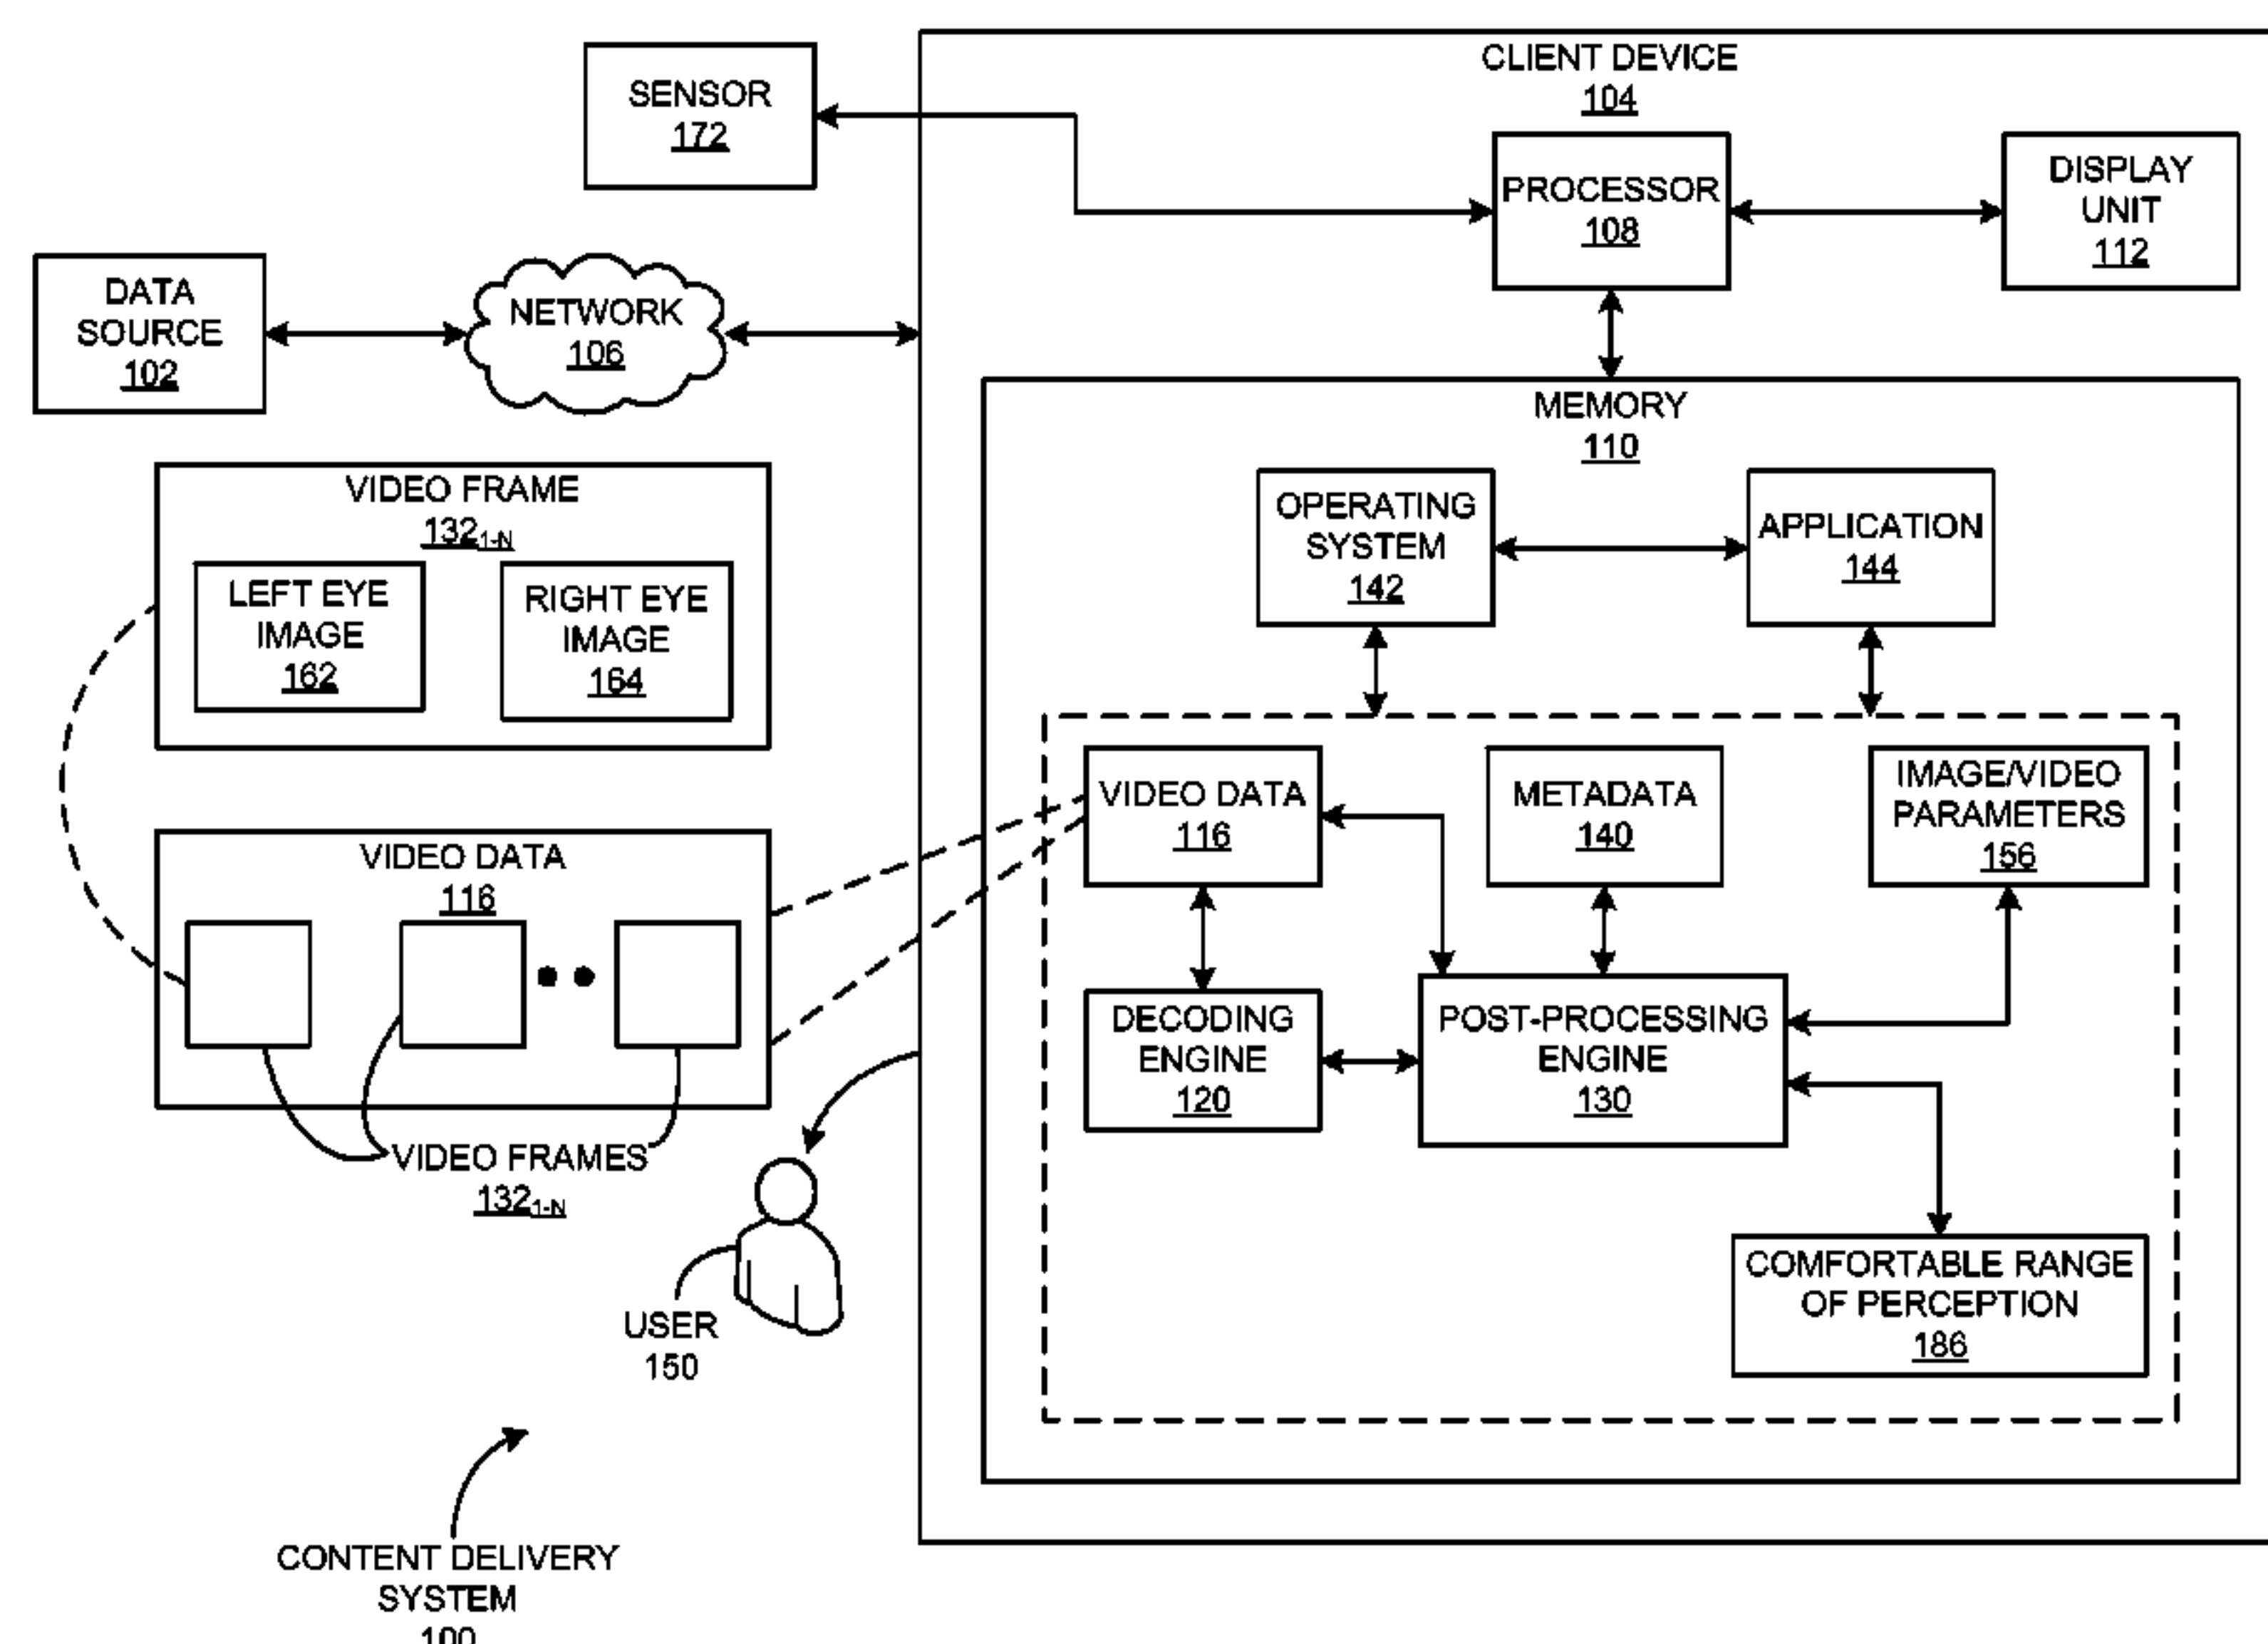 CLIENT DEVICE
104
SENSOR
172
PROCESSOR
108
DISPLAY
UNIT
112
DATA
SOURCE
102
NETWORK
106
MEMORY
110
VIDEO FRAME
132₁₋N
LEFT EYE
IMAGE
162
RIGHT EYE
IMAGE
164
OPERATING
SYSTEM
142
APPLICATION
144
VIDEO DATA
116
METADATA
140
IMAGE/VIDEO
PARAMETERS
156
VIDEO DATA
116
DECODING
ENGINE
120
POST-PROCESSING
ENGINE
130
VIDEO FRAMES
132₁₋N
COMFORTABLE RANGE
OF PERCEPTION
186
USER
150
CONTENT DELIVERY
SYSTEM
100